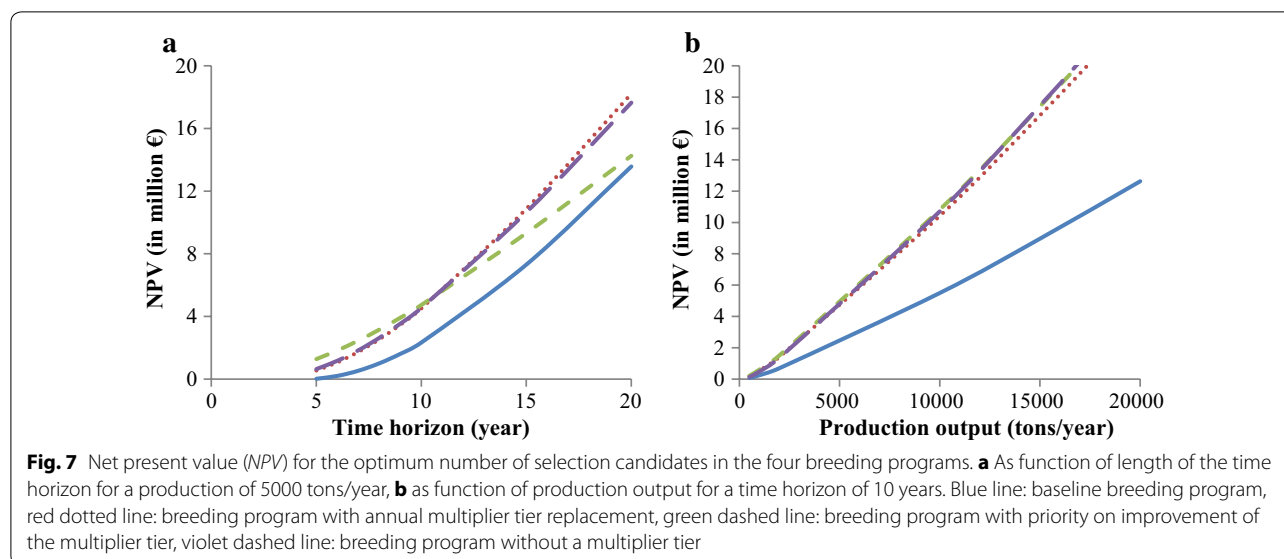 a
20
16
12
8
4
0
NPV (in million €)
0 5 10 15 20
Time horizon (year)
b
20
18
16
14
12
10
8
6
4
2
0
NPV (in million €)
0 5000 10000 15000 20000
Production output (tons/year)
Fig. 7 Net present value (NPV) for the optimum number of selection candidates in the four breeding programs. a As function of length of the time
horizon for a production of 5000 tons/year, b as function of production output for a time horizon of 10 years. Blue line: baseline breeding program,
red dotted line: breeding program with annual multiplier tier replacement, green dashed line: breeding program with priority on improvement of
the multiplier tier, violet dashed line: breeding program without a multiplier tier